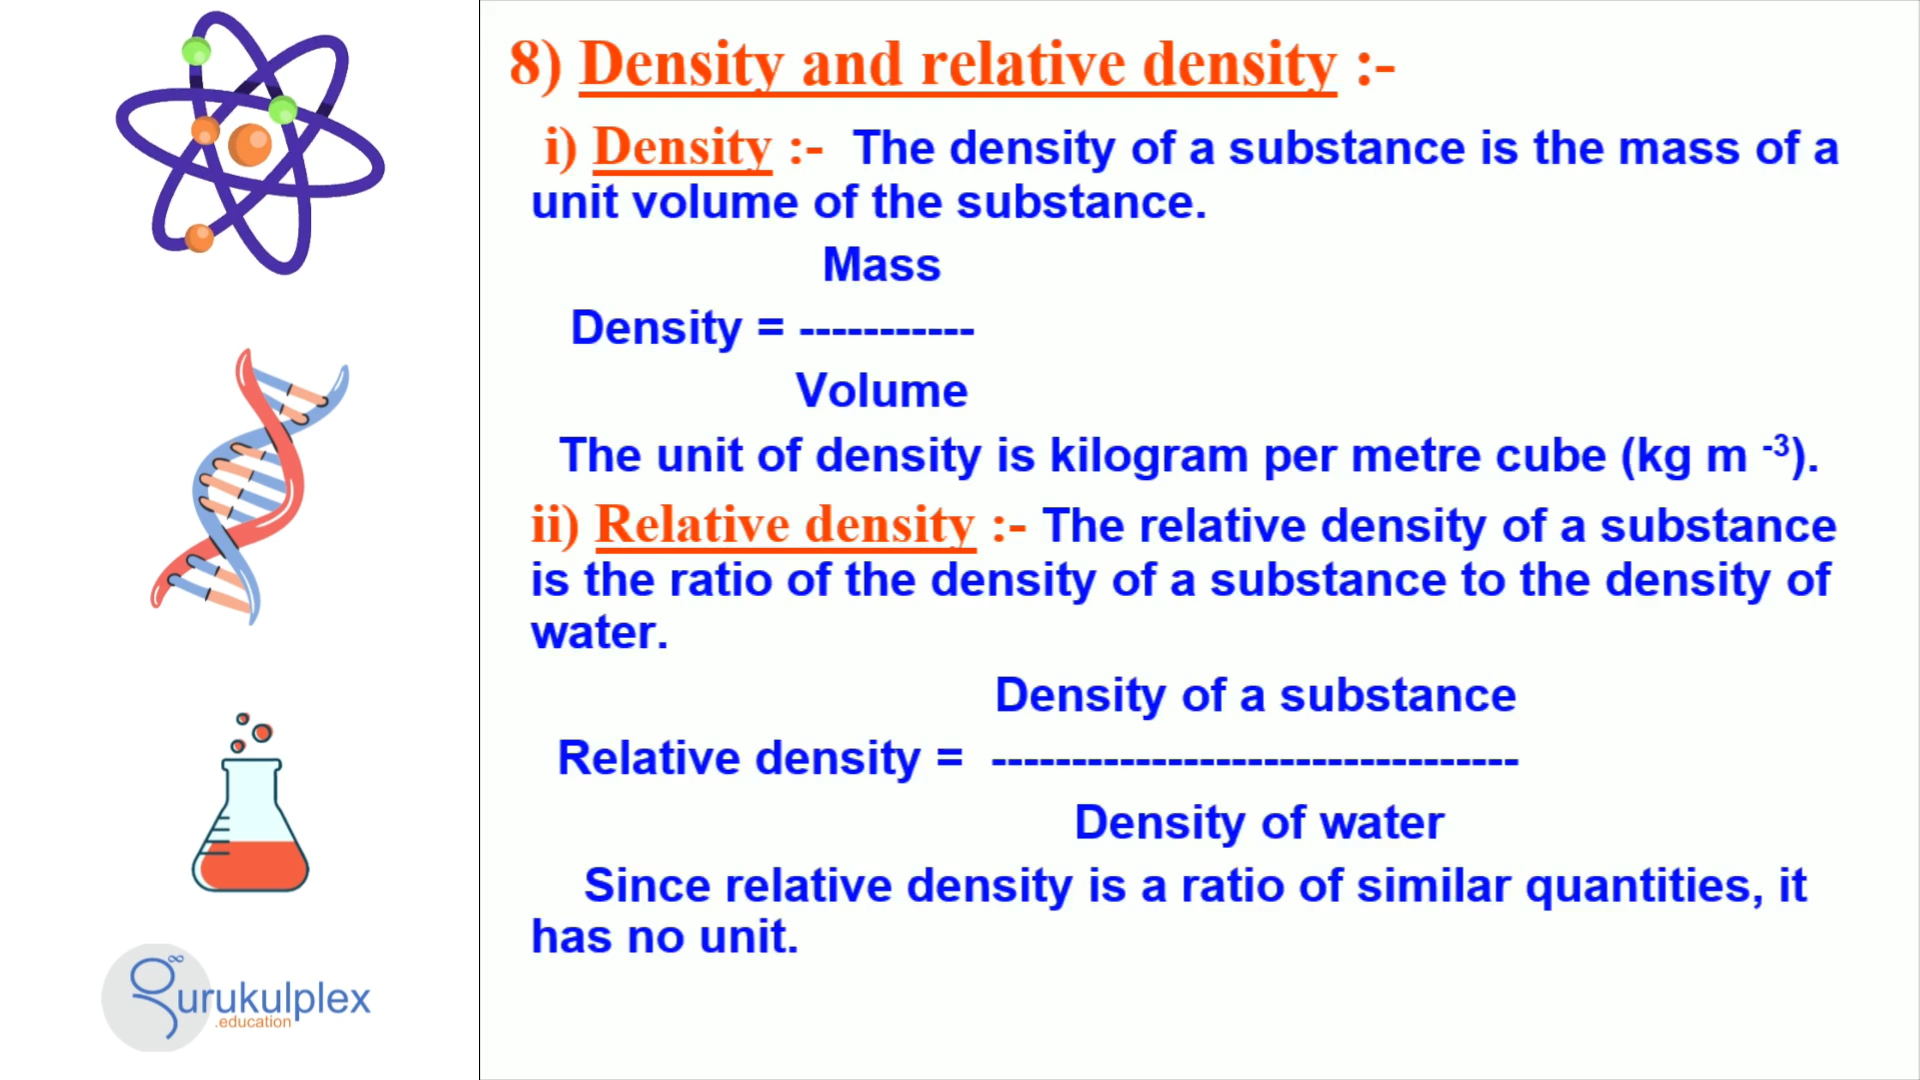 8) Density and relative density :-
i) Density :- The density of a substance is the mass of a
unit volume of the substance.
Mass
Density = -----------
Volume
The unit of density is kilogram per metre cube (kg m -3).
ii) Relative density :- The relative density of a substance
is the ratio of the density of a substance to the density of
water.
Density of a substance
Relative density = ---------------------------------
Density of water
Since relative density is a ratio of similar quantities, it
has no unit.
gurukulplex
.education